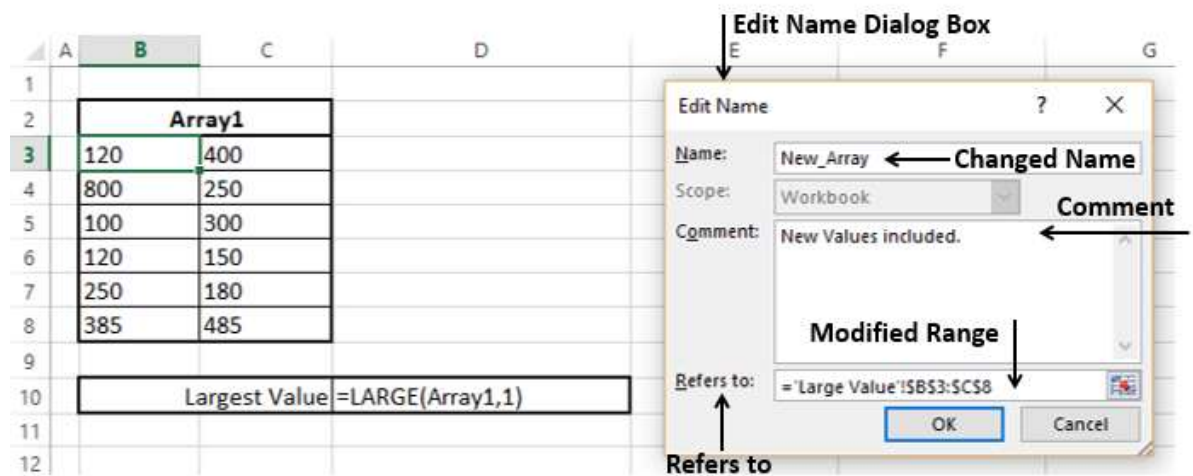 Edit Name Dialog Box
A B C D E F G
1
2 Array1
3 120 400
4 800 250
5 100 300
6 120 150
7 250 180
8 385 485
9
10 Largest Value =LARGE(Array1,1)
11
12
Edit Name ? ×
Name: New_Array Changed Name
Scope: Workbook
Comment
Comment: New Values included.
Modified Range
Refers to: ='Large Value'!$B$3:$C$8
OK Cancel
Refers to